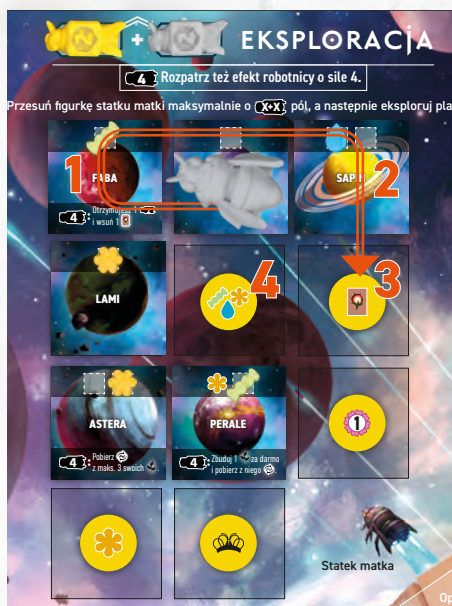 + EKSPLORACJA
4 Rozpatrz też efekt robotnicy o sile 4.
Przesuń figurkę statku matki maksymalnie o X+X pól, a następnie eksploruj pla
1
FABA
4 : Otrzymujesz 1
i wsuń 1
SAPIN
2
LAMI
4
3
ASTERA
4 : Pobierz
z maks. 3 swoich
PERALE
4 : Zbuduj 1 za darmo
i pobierz z niego
1
Statek matka
Op